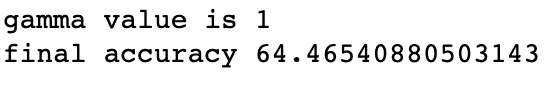 gamma value is 1
final accuracy 64.46540880503143